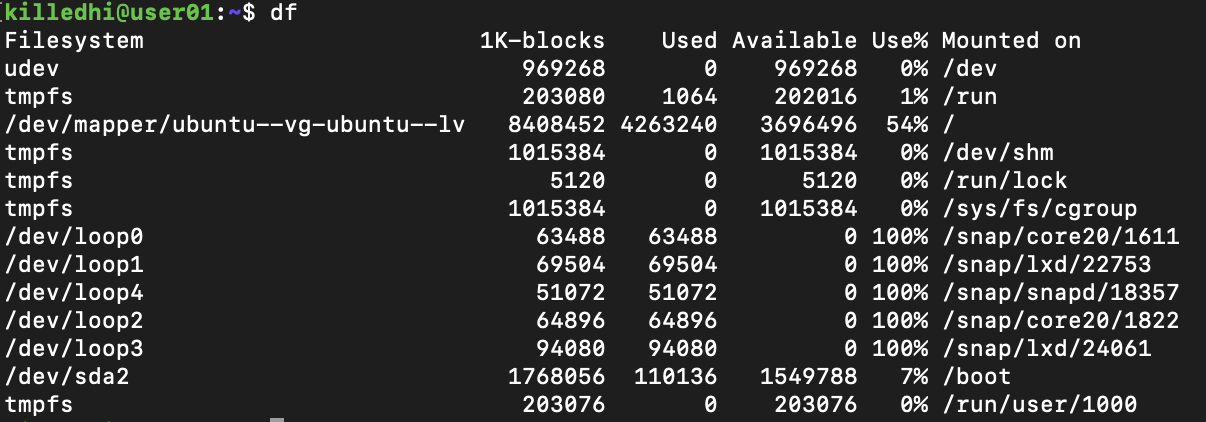 [killedhi@user01:~$ df
Filesystem                        1K-blocks    Used Available Use% Mounted on
udev                                 969268       0    969268   0% /dev
tmpfs                                203080    1064    202016   1% /run
/dev/mapper/ubuntu--vg-ubuntu--lv   8408452 4263240   3696496  54% /
tmpfs                               1015384       0   1015384   0% /dev/shm
tmpfs                                  5120       0      5120   0% /run/lock
tmpfs                               1015384       0   1015384   0% /sys/fs/cgroup
/dev/loop0                            63488   63488         0 100% /snap/core20/1611
/dev/loop1                            69504   69504         0 100% /snap/lxd/22753
/dev/loop4                            51072   51072         0 100% /snap/snapd/18357
/dev/loop2                            64896   64896         0 100% /snap/core20/1822
/dev/loop3                            94080   94080         0 100% /snap/lxd/24061
/dev/sda2                           1768056  110136   1549788   7% /boot
tmpfs                                203076       0    203076   0% /run/user/1000